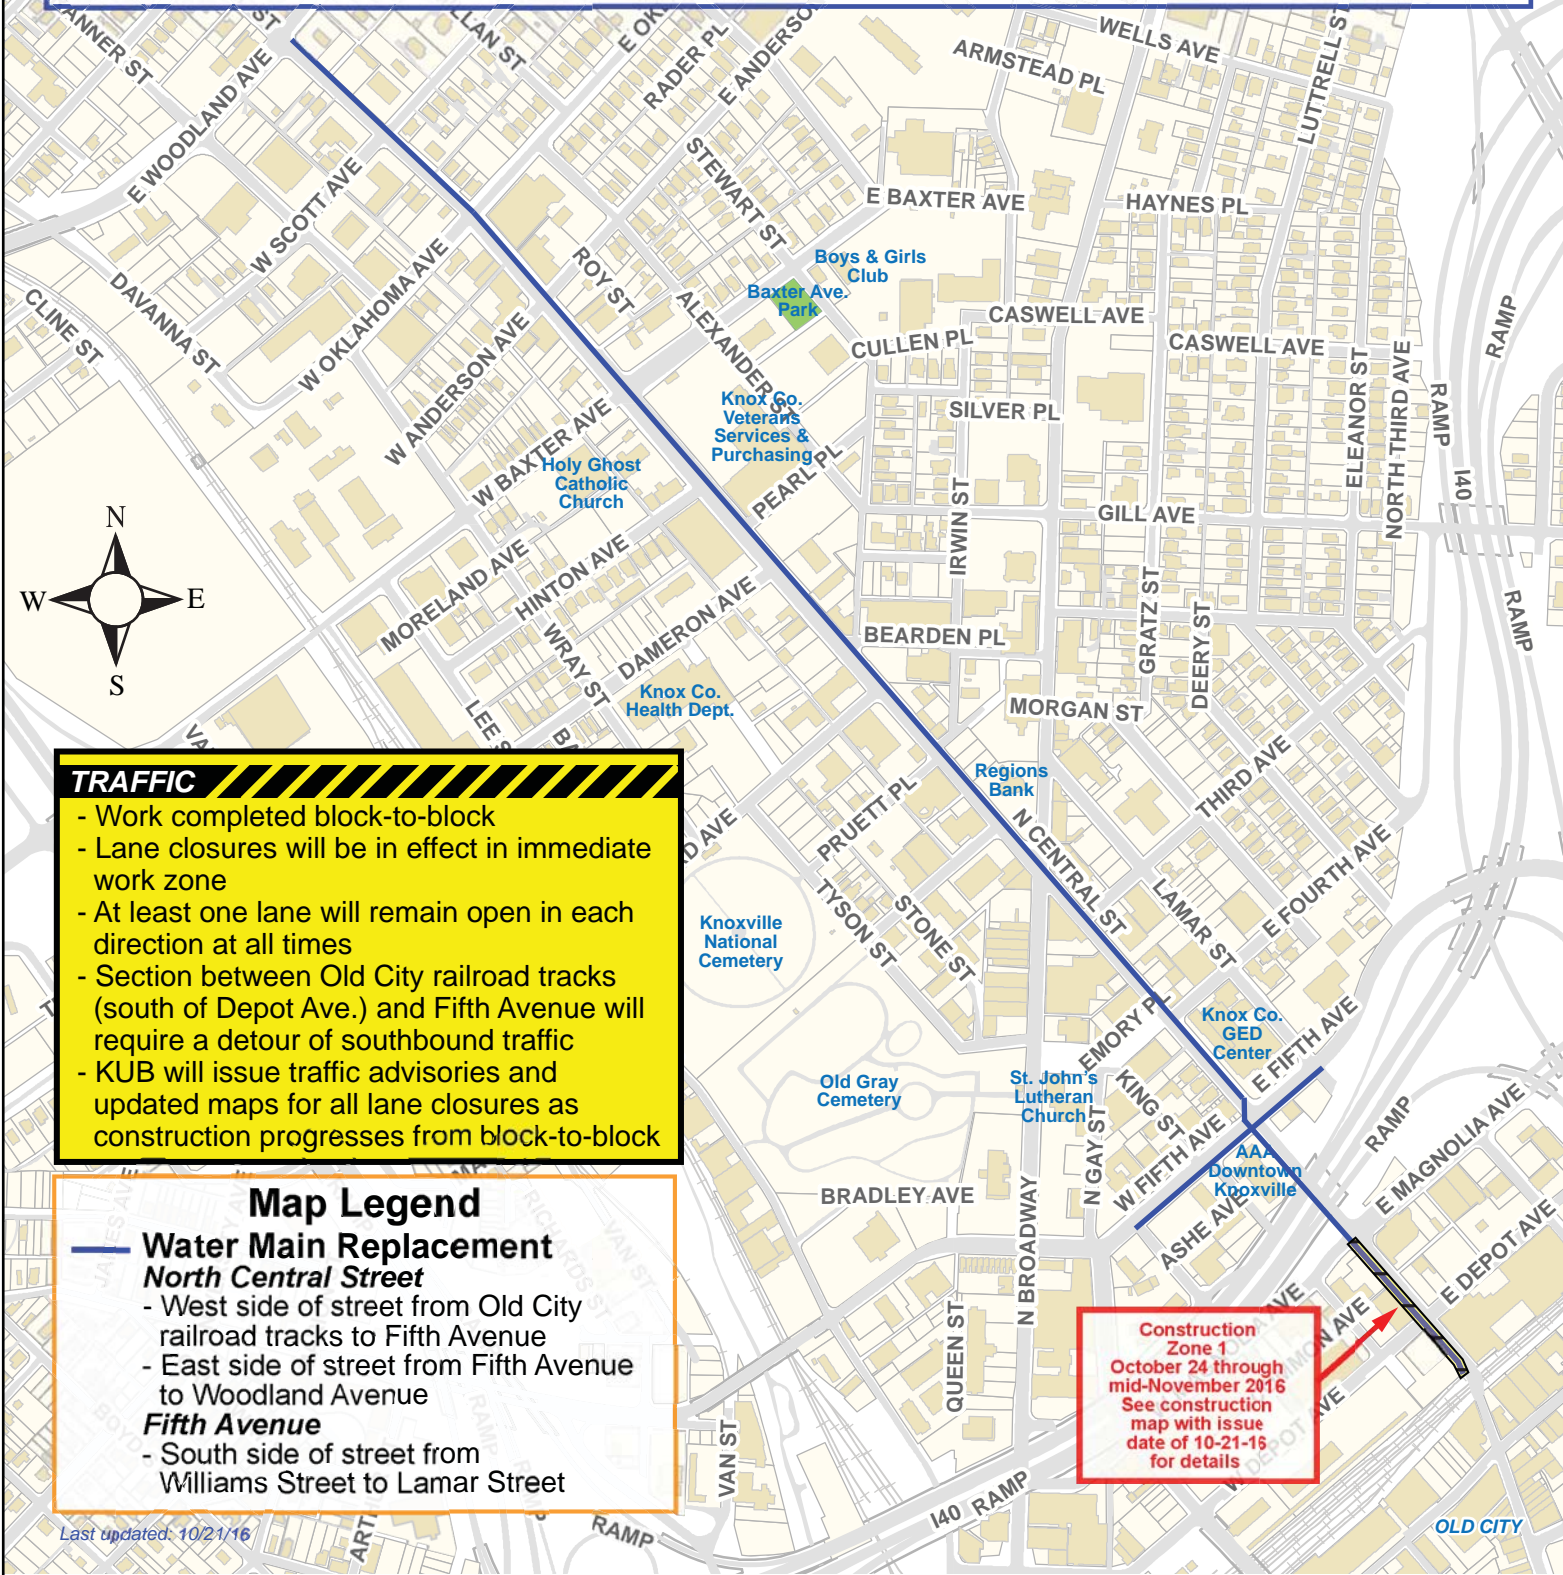 WELLS AVE
ARMSTEAD PL
LUTTRELL ST
E WOODLAND AVE
RADER PL
W SCOTT AVE
STEWART ST
E BAXTER AVE
HAYNES PL
DAVANNA ST
CLINE ST
W OKLAHOMA AVE
ROY ST
Boys & Girls
Club
Baxter Ave.
Park
ALEXANDER ST
CASWELL AVE
CASWELL AVE
CULLEN PL
RAMP
RAMP
W ANDERSON AVE
Knox Co.
Veterans
Services &
Purchasing
SILVER PL
ELEANOR ST
NORTH THIRD AVE
W BAXTER AVE
Holy Ghost
Catholic
Church
PEARL PL
I40
GILL AVE
IRWIN ST
N
W
E
S
MORELAND AVE
HINTON AVE
DAMERON AVE
WRAY ST
BEARDEN PL
GRATZ ST
DEERY ST
RAMP
Knox Co.
Health Dept.
MORGAN ST
LEE S
THIRD AVE
Regions
Bank
PRUETT PL
N CENTRAL ST
TRAFFIC
- Work completed block-to-block
- Lane closures will be in effect in immediate
work zone
- At least one lane will remain open in each
direction at all times
- Section between Old City railroad tracks
(south of Depot Ave.) and Fifth Avenue will
require a detour of southbound traffic
- KUB will issue traffic advisories and
updated maps for all lane closures as
construction progresses from block-to-block
TYSON ST
STONE ST
LAMAR ST
E FOURTH AVE
Knoxville
National
Cemetery
EMORY PL
Knox Co.
GED
Center
E FIFTH AVE
Old Gray
Cemetery
St. John's
Lutheran
Church
KING ST
N GAY ST
W FIFTH AVE
AAA
Downtown
Knoxville
RAMP
E MAGNOLIA AVE
BRADLEY AVE
N BROADWAY
ASHE AVE
E DEPOT AVE
QUEEN ST
Map Legend
Water Main Replacement
North Central Street
- West side of street from Old City
railroad tracks to Fifth Avenue
- East side of street from Fifth Avenue
to Woodland Avenue
Fifth Avenue
- South side of street from
Williams Street to Lamar Street
Construction
Zone 1
October 24 through
mid-November 2016
See construction
map with issue
date of 10-21-16
for details
W DEPOT AVE
VAN ST
I40
RAMP
RAMP
OLD CITY
Last updated: 10/21/16